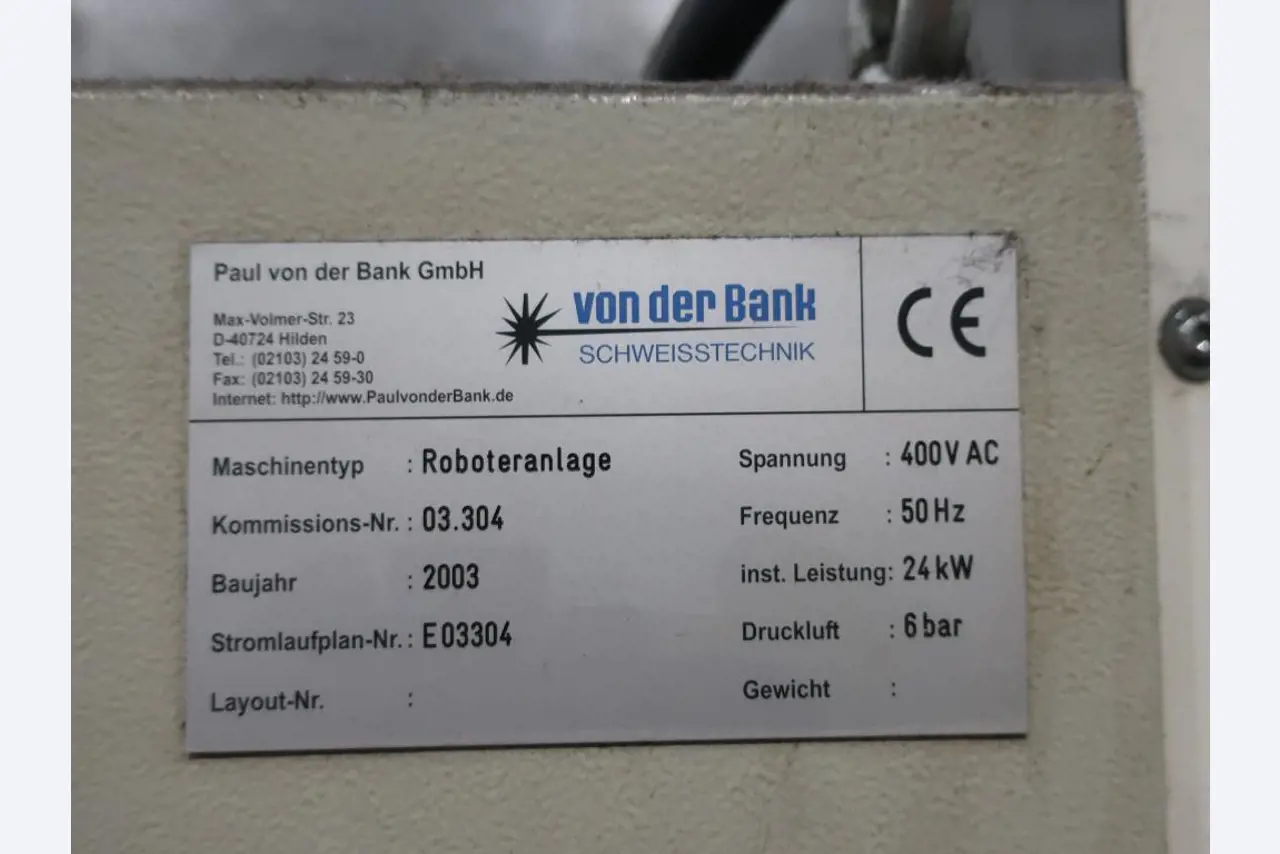 Paul von der Bank GmbH
Max-Volmer-Str. 23
D-40724 Hilden
Tel.: (02103) 24 59-0
Fax: (02103) 24 59-30
Internet: http://www.PaulvonderBank.de
von der Bank
SCHWEISSTECHNIK
CE
Maschinentyp : Roboteranlage
Kommissions-Nr. : 03.304
Baujahr : 2003
Stromlaufplan-Nr. : E03304
Layout-Nr. :
Spannung : 400V AC
Frequenz : 50 Hz
inst. Leistung: 24 kW
Druckluft : 6 bar
Gewicht :